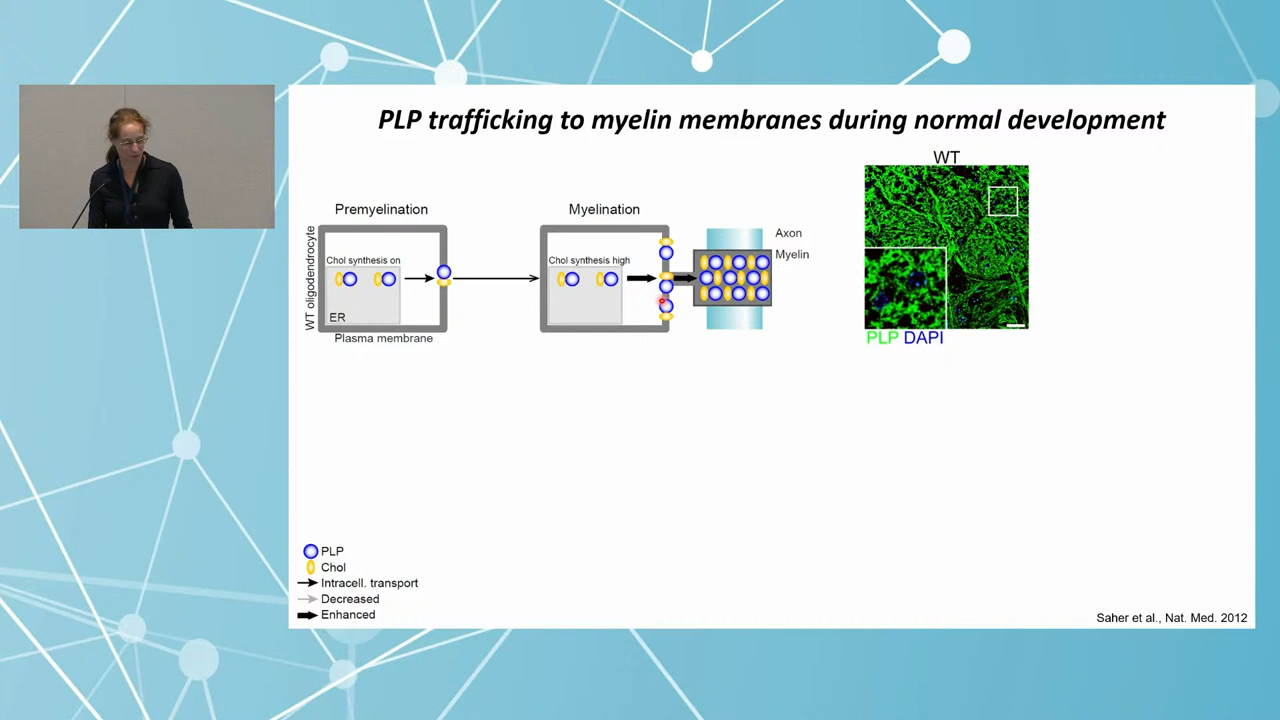 PLP trafficking to myelin membranes during normal development
WT
Premyelination
Myelination
WT oligodendrocyte
Chol synthesis on
ER
Plasma membrane
Chol synthesis high
Axon
Myelin
PLP DAPI
PLP
Chol
Intracell. transport
Decreased
Enhanced
Saher et al., Nat. Med. 2012